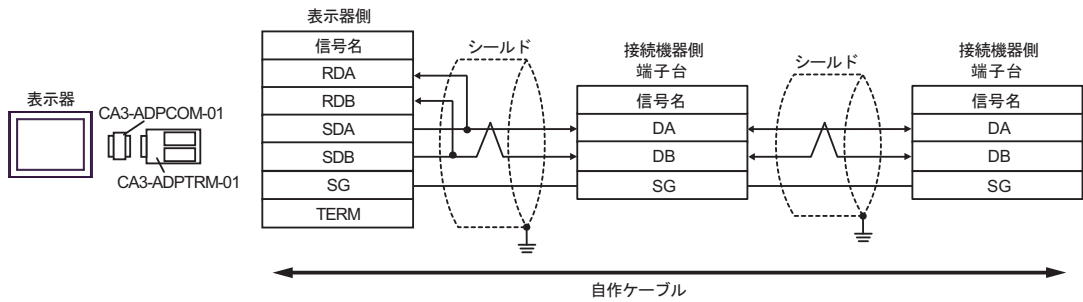 表示器
CA3-ADPCOM-01
CA3-ADPTRM-01
表示器側
信号名
RDA
RDB
SDA
SDB
SG
TERM
シールド
接続機器側
端子台
信号名
DA
DB
SG
シールド
接続機器側
端子台
信号名
DA
DB
SG
自作ケーブル